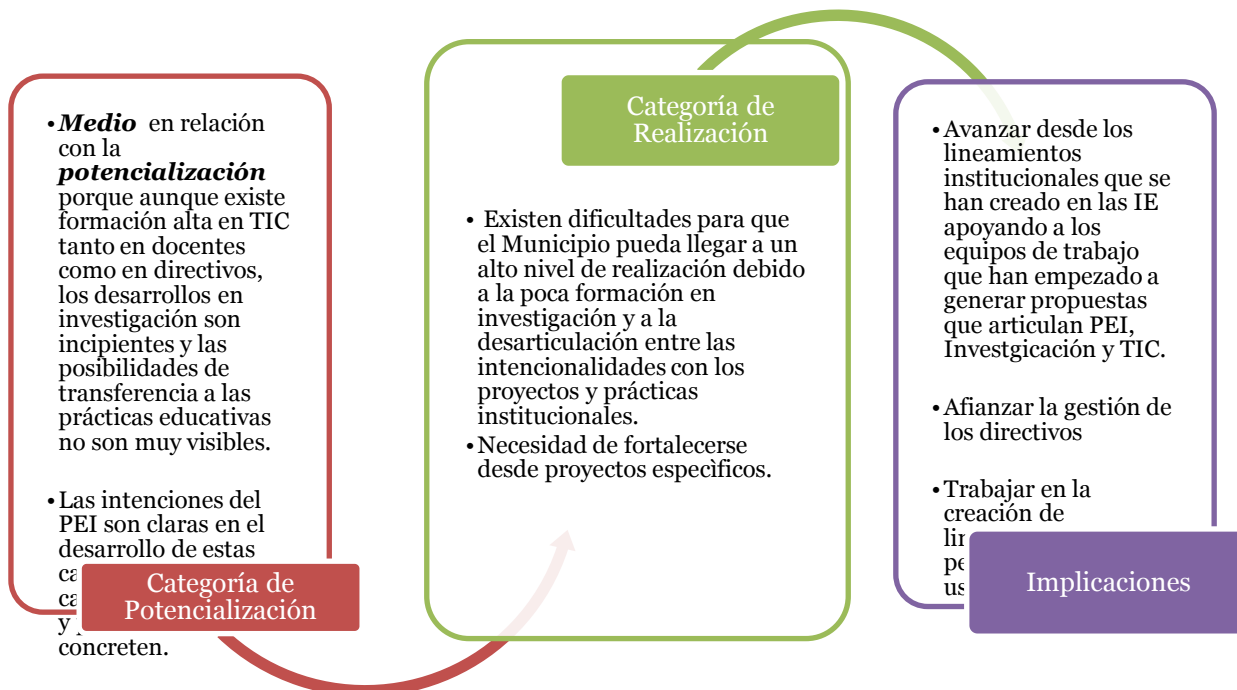 •Medio en relación
con la
potencialización
porque aunque existe
formación alta en TIC
tanto en docentes
como en directivos,
los desarrollos en
investigación son
incipientes y las
posibilidades de
transferencia a las
prácticas educativas
no son muy visibles.
•Las intenciones del
PEI son claras en el
desarrollo de estas
y
concreten.
Categoría de
Potencialización
Categoría de
Realización
• Existen dificultades para que
el Municipio pueda llegar a un
alto nivel de realización debido
a la poca formación en
investigación y a la
desarticulación entre las
intencionalidades con los
proyectos y prácticas
institucionales.
•Necesidad de fortalecerse
desde proyectos especìficos.
•Avanzar desde los
lineamientos
institucionales que se
han creado en las IE
apoyando a los
equipos de trabajo
que han empezado a
generar propuestas
que articulan PEI,
Investgicación y TIC.
•Afianzar la gestión de
los directivos
•Trabajar en la
creación de
Implicaciones